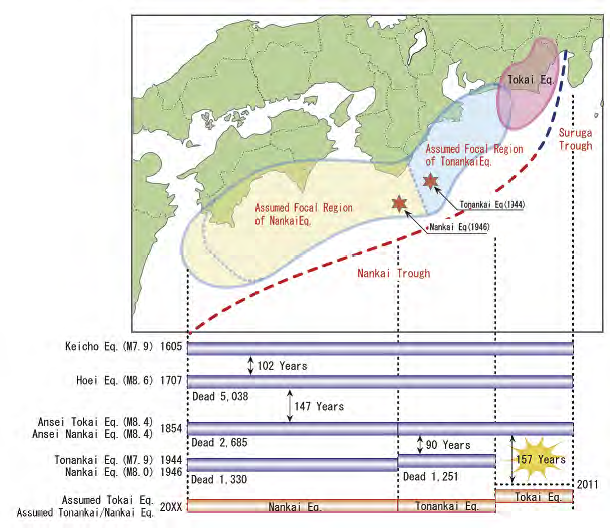 Tokai Eq.
Suruga
Trough
Assumed Focal Region
of TonankaiEq.
Assumed Focal Region
of NankaiEq.
Tonankai Eq(1944)
Nankai Eq(1946)
Nankai Trough
Keicho Eq.(M7.9) 1605
102 Years
Hoei Eq.(M8.6) 1707
Dead 5,038
147 Years
Ansei Tokai Eq.(M8.4)
Ansei Nankai Eq.(M8.4) 1854
Dead 2,685
90 Years
157 Years
Tonankai Eq.(M7.9) 1944
Nankai Eq.(M8.0) 1946
Dead 1,330
Dead 1,251
2011
Assumed Tokai Eq.
Assumed Tonankai/Nankai Eq. 20XX
Nankai Eq.
Tonankai Eq.
Tokai Eq.